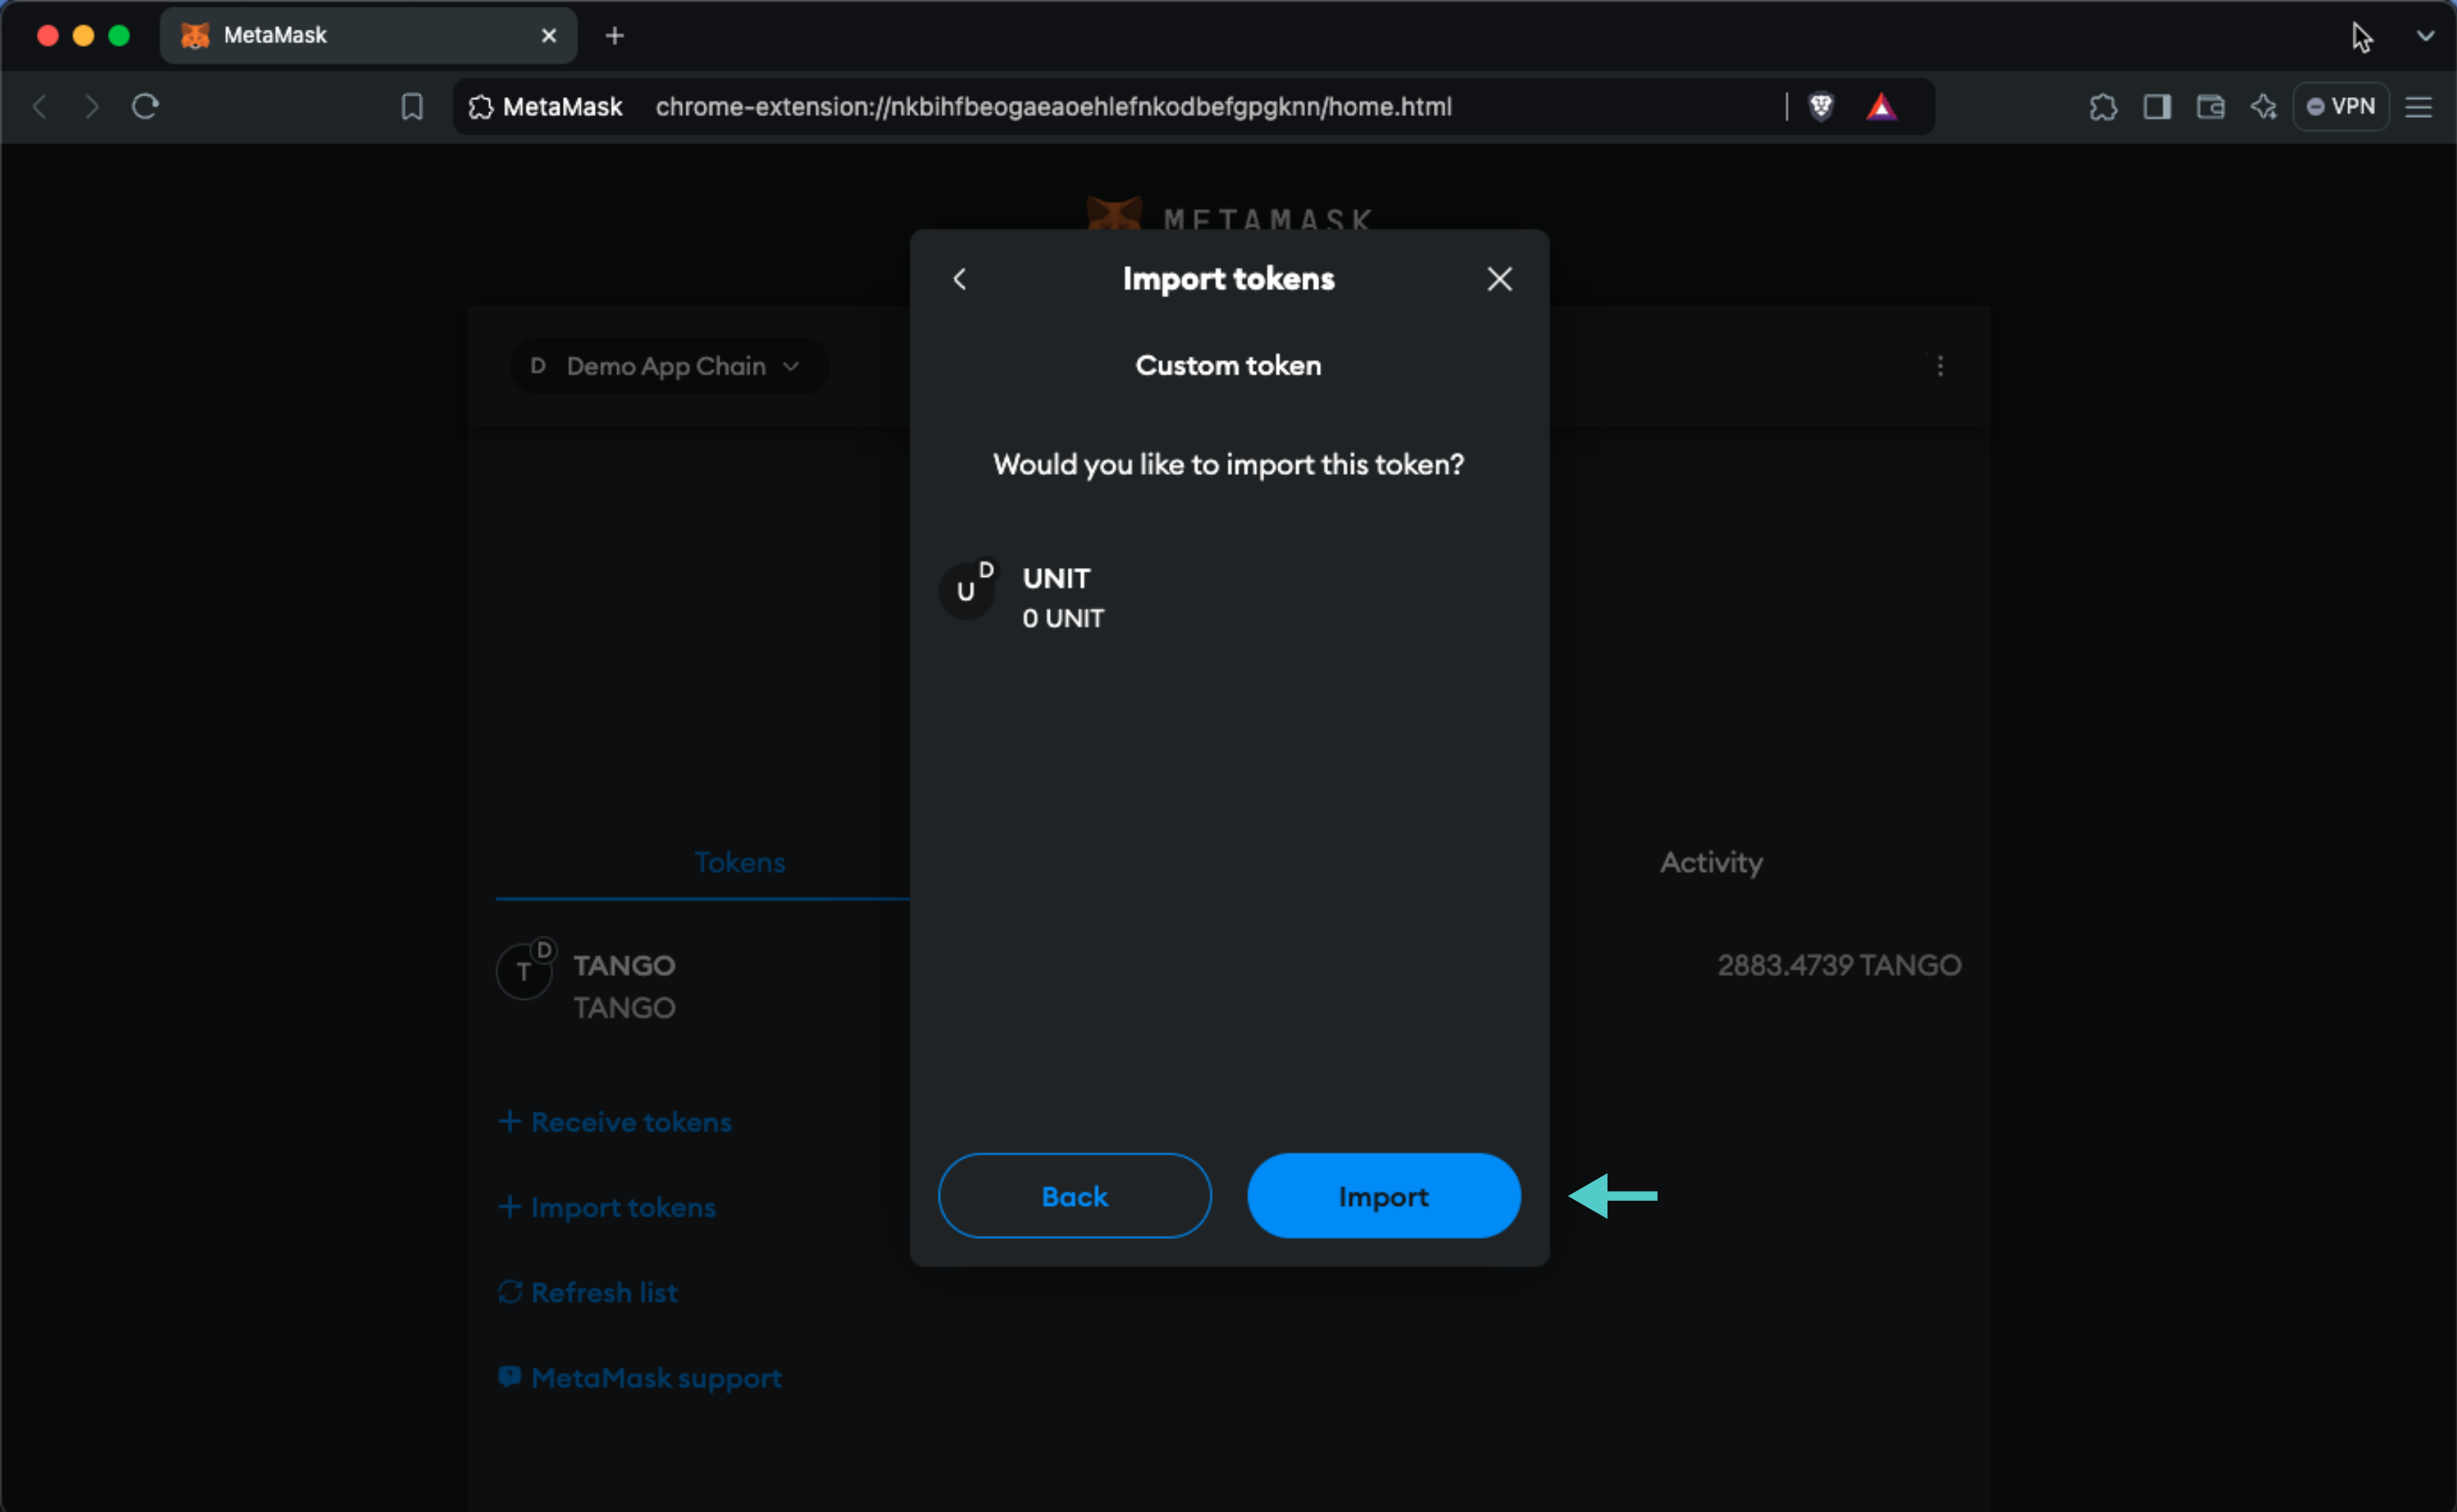 MetaMask
MetaMask chrome-extension://nkbihfbeogaeaoehlefnkodbefgpgknn/home.html
VPN
METAMASK
Import tokens
D Demo App Chain
Custom token
Would you like to import this token?
U D UNIT
0 UNIT
Tokens
Activity
T D TANGO
TANGO
2883.4739 TANGO
Receive tokens
Import tokens
Refresh list
MetaMask support
Back
Import